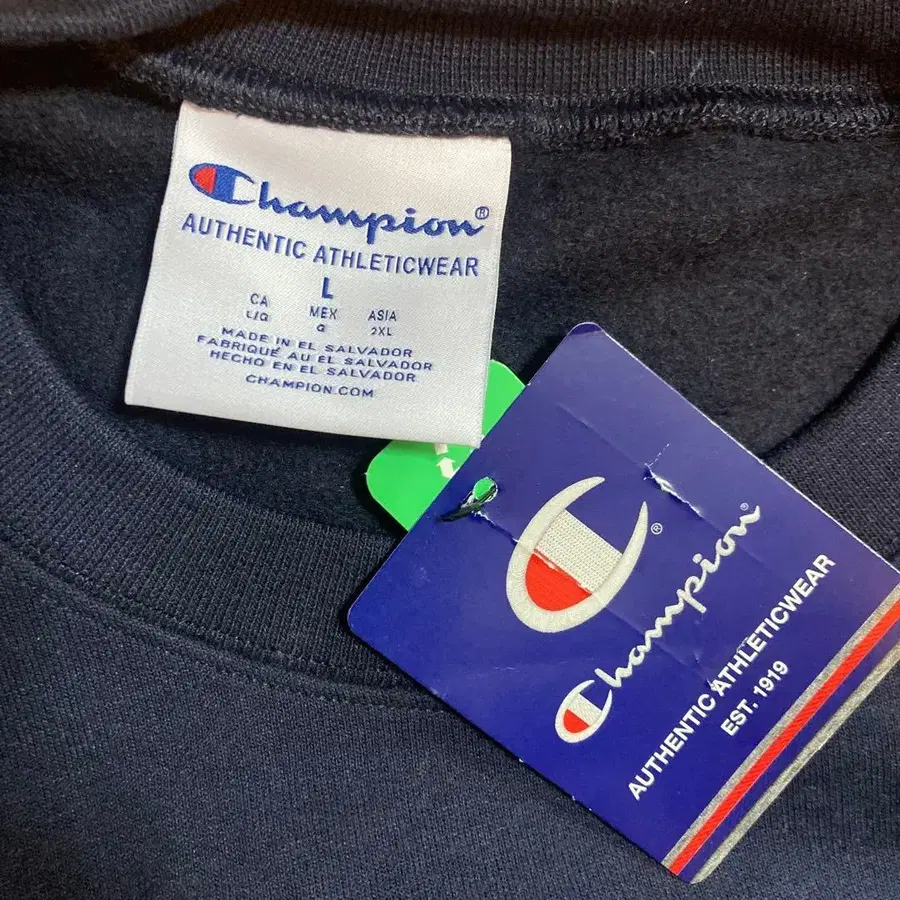 Champion®
AUTHENTIC ATHLETICWEAR
L
CA MEX ASIA
L/G G 2XL
MADE IN EL SALVADOR
FABRIQUÉ AU EL SALVADOR
HECHO EN EL SALVADOR
CHAMPION.COM
®
Champion®
AUTHENTIC ATHLETICWEAR
EST. 1919